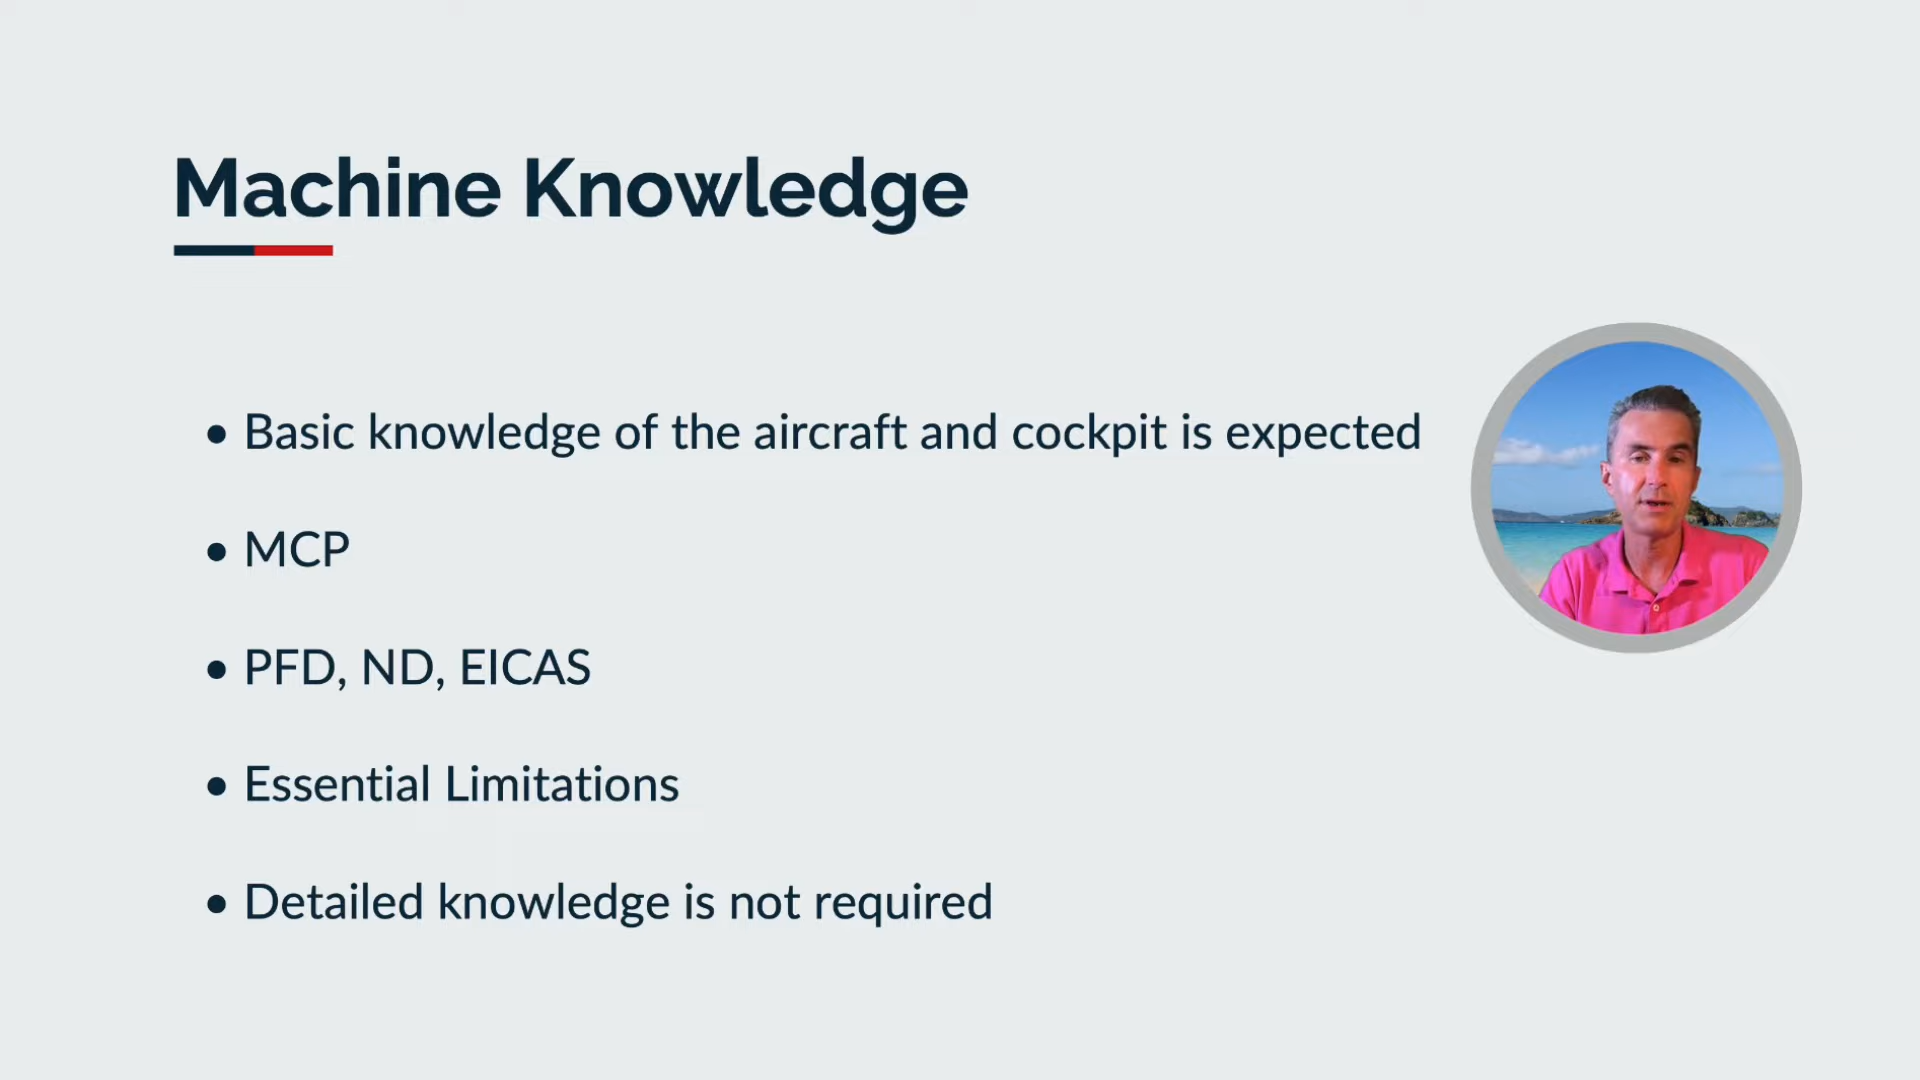 Machine Knowledge
• Basic knowledge of the aircraft and cockpit is expected
• MCP
• PFD, ND, EICAS
• Essential Limitations
• Detailed knowledge is not required